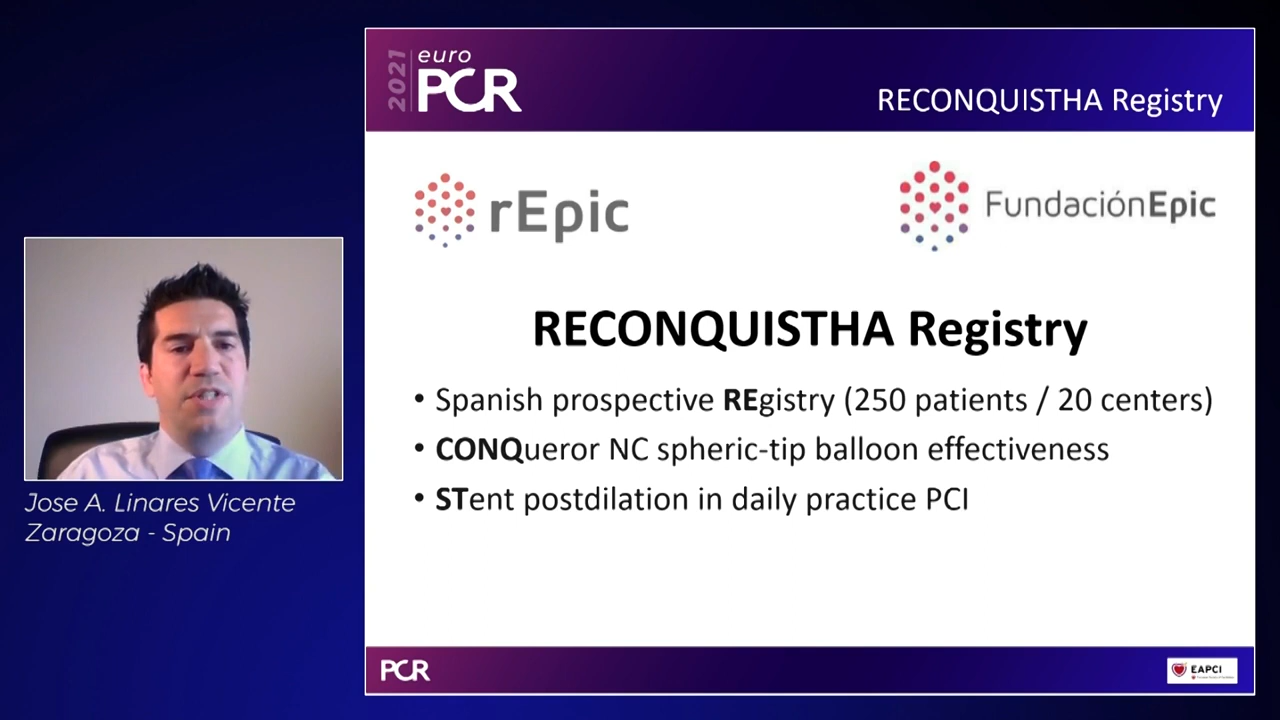 2021
euro
PCR
RECONQUISTHA Registry
rEpic
FundaciónEpic
RECONQUISTHA Registry
• Spanish prospective REgistry (250 patients / 20 centers)
• CONQueror NC spheric-tip balloon effectiveness
• STent postdilation in daily practice PCI
Jose A. Linares Vicente
Zaragoza - Spain
PCR
EAPCI